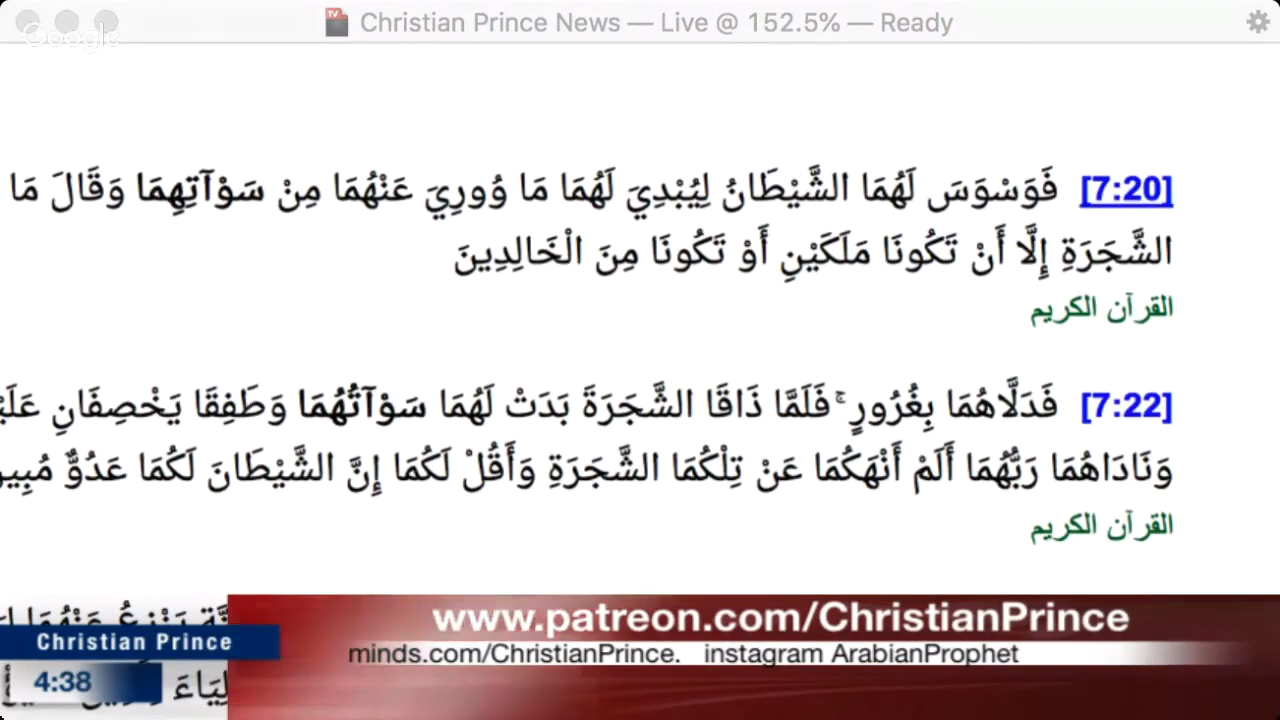 Christian Prince News — Live @ 152.5% — Ready
Google
[7:20] فَوَسْوَسَ لَهُمَا الشَّيْطَانُ لِيُبْدِيَ لَهُمَا مَا وُورِيَ عَنْهُمَا مِنْ سَوْآتِهِمَا وَقَالَ مَا
الشَّجَرَةِ إِلَّا أَنْ تَكُونَا مَلَكَيْنِ أَوْ تَكُونَا مِنَ الْخَالِدِينَ
القرآن الكريم
[7:22] فَدَلَّاهُمَا بِغُرُورٍ ۚ فَلَمَّا ذَاقَا الشَّجَرَةَ بَدَتْ لَهُمَا سَوْآتُهُمَا وَطَفِقَا يَخْصِفَانِ
وَنَادَاهُمَا رَبُّهُمَا أَلَمْ أَنْهَكُمَا عَنْ تِلْكُمَا الشَّجَرَةِ وَأَقُلْ لَكُمَا إِنَّ الشَّيْطَانَ لَكُمَا عَدُوٌّ
القرآن الكريم
www.patreon.com/ChristianPrince
Christian Prince
minds.com/ChristianPrince. instagram ArabianProphet
4:38